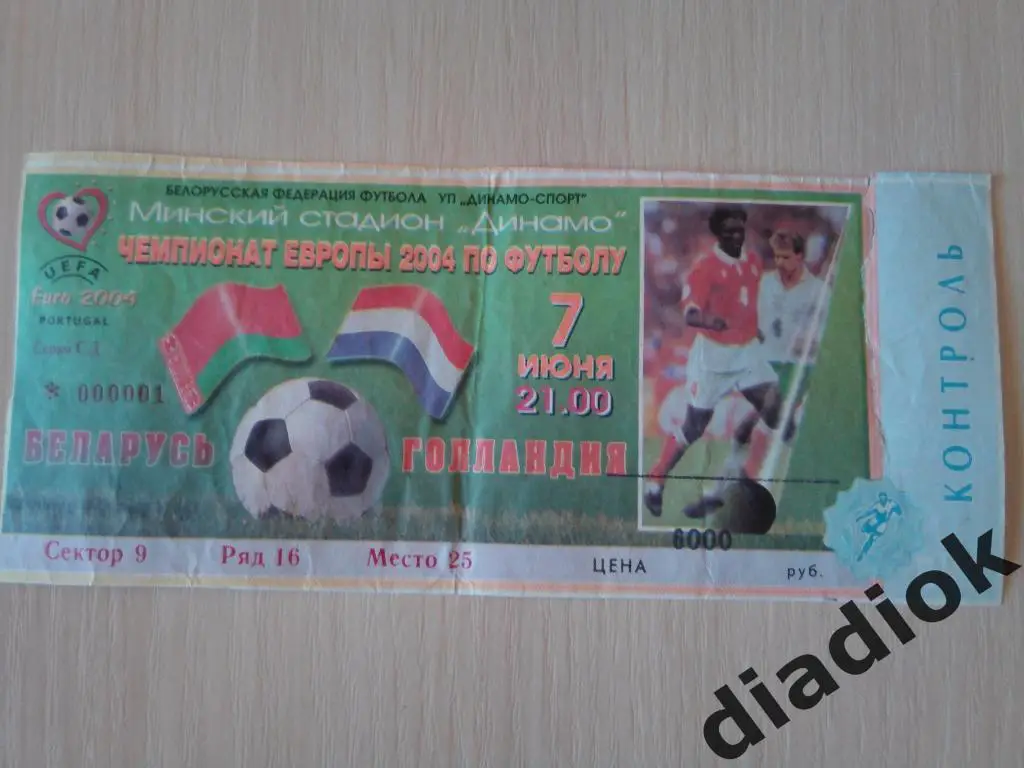 БЕЛОРУССКАЯ ФЕДЕРАЦИЯ ФУТБОЛА УП „ДИНАМО-СПОРТ"
Минский стадион „Динамо"
ЧЕМПИОНАТ ЕВРОПЫ 2004 ПО ФУТБОЛУ
UEFA
Euro 2004
PORTUGAL
* 000001
7
ИЮНЯ
21.00
БЕЛАРУСЬ
ГОЛЛАНДИЯ
Сектор 9 Ряд 16 Место 25 ЦЕНА 6000 руб.
КОНТРОЛЬ
diadiok